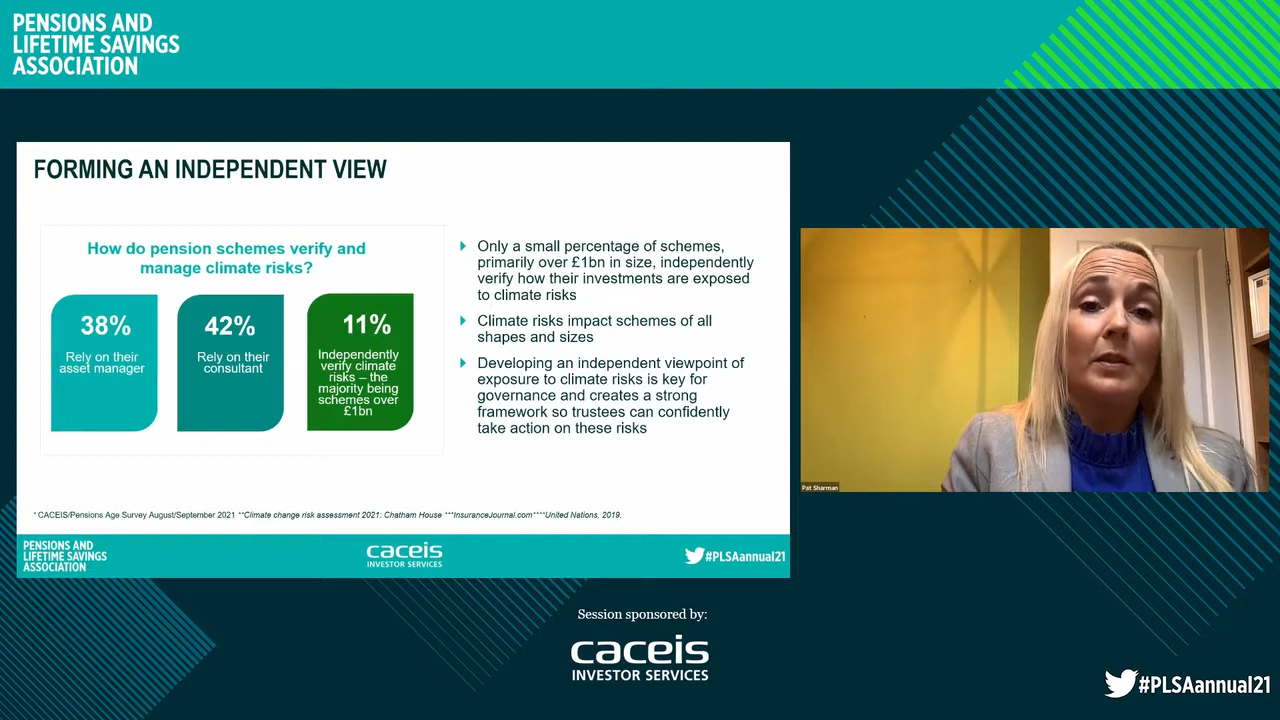 PENSIONS AND
LIFETIME SAVINGS
ASSOCIATION
FORMING AN INDEPENDENT VIEW
How do pension schemes verify and
manage climate risks?
38%
Rely on their
asset manager
42%
Rely on their
consultant
11%
Independently
verify climate
risks – the
majority being
schemes over
£1bn
Only a small percentage of schemes,
primarily over £1bn in size, independently
verify how their investments are exposed
to climate risks
Climate risks impact schemes of all
shapes and sizes
Developing an independent viewpoint of
exposure to climate risks is key for
governance and creates a strong
framework so trustees can confidently
take action on these risks
* CACEIS/Pensions Age Survey August/September 2021 **Climate change risk assessment 2021: Chatham House ***InsuranceJournal.com****United Nations, 2019.
PENSIONS AND
LIFETIME SAVINGS
ASSOCIATION
caceis
INVESTOR SERVICES
#PLSAannual21
Pat Sharman
Session sponsored by:
caceis
INVESTOR SERVICES
#PLSAannual21